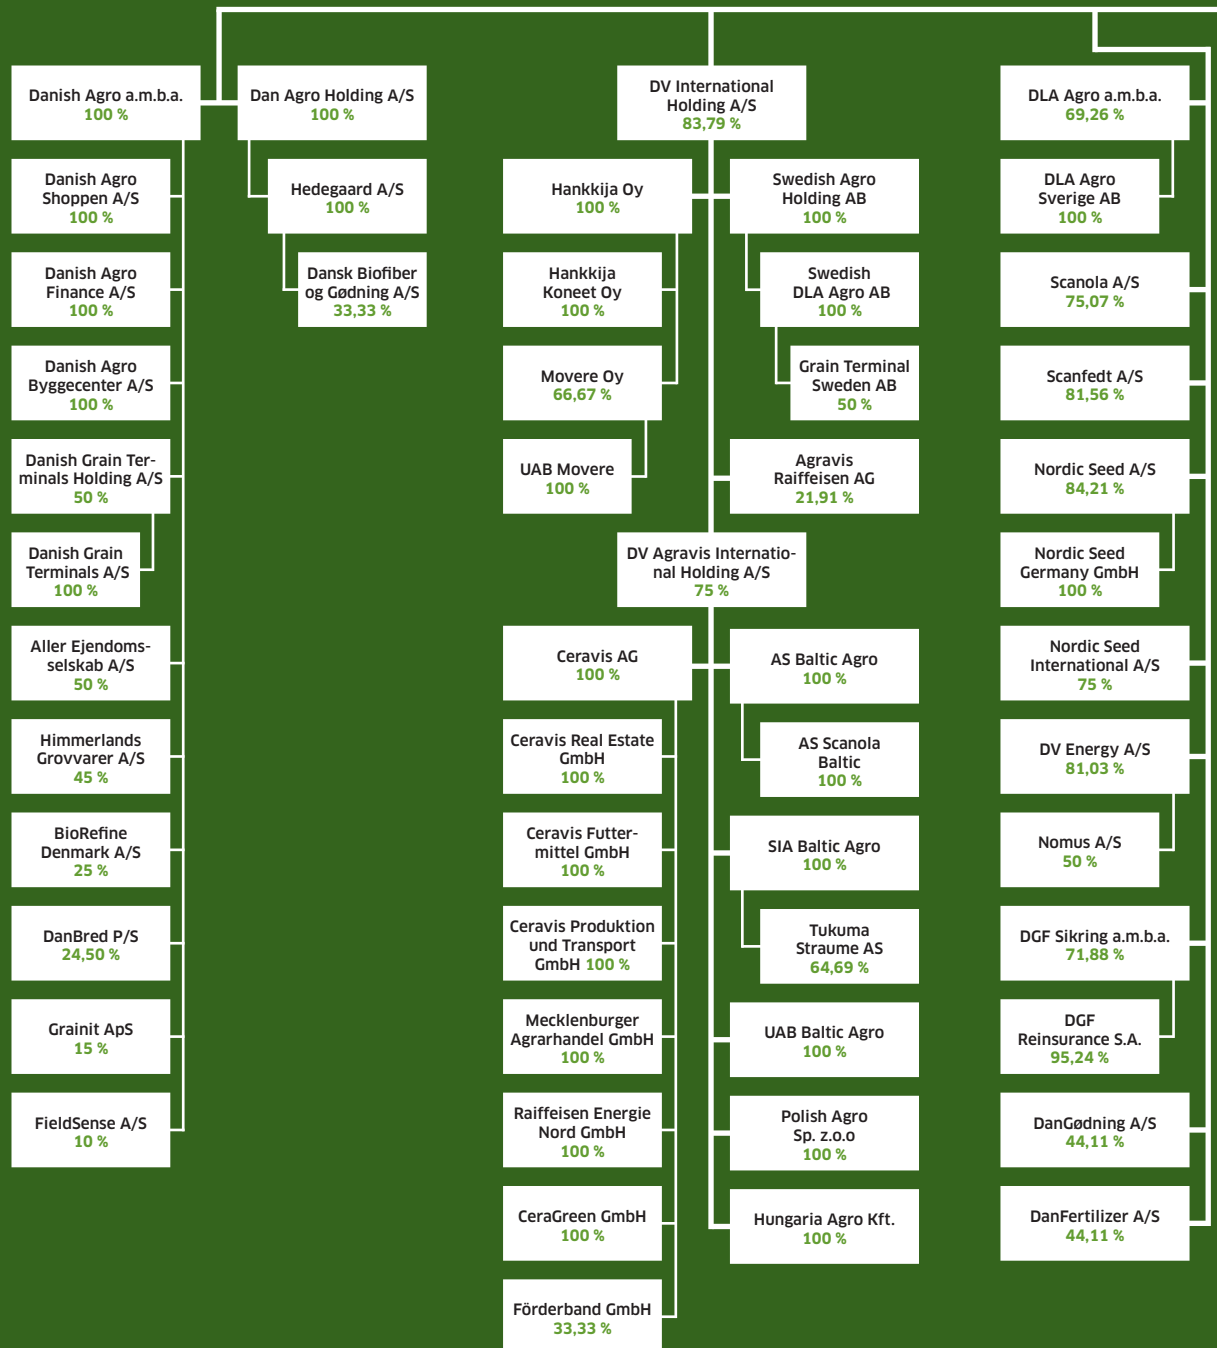 Danish Agro a.m.b.a.
100 %
Danish Agro
Shoppen A/S
100 %
Danish Agro
Finance A/S
100 %
Danish Agro
Byggecenter A/S
100 %
Danish Grain Ter-
minals Holding A/S
50 %
Danish Grain
Terminals A/S
100 %
Aller Ejendoms-
selskab A/S
50 %
Himmerlands
Grovvarer A/S
45 %
BioRefine
Denmark A/S
25 %
DanBred P/S
24,50 %
Grainit ApS
15 %
FieldSense A/S
10 %
Dan Agro Holding A/S
100 %
Hedegaard A/S
100 %
Dansk Biofiber
og Gødning A/S
33,33 %
DV International
Holding A/S
83,79 %
Hankkija Oy
100 %
Hankkija
Koneet Oy
100 %
Movere Oy
66,67 %
UAB Movere
100 %
Swedish Agro
Holding AB
100 %
Swedish
DLA Agro AB
100 %
Grain Terminal
Sweden AB
50 %
Agravis
Raiffeisen AG
21,91 %
DV Agravis Internatio-
nal Holding A/S
75 %
Ceravis AG
100 %
Ceravis Real Estate
GmbH
100 %
Ceravis Futter-
mittel GmbH
100 %
Ceravis Produktion
und Transport
GmbH 100 %
Mecklenburger
Agrarhandel GmbH
100 %
Raiffeisen Energie
Nord GmbH
100 %
CeraGreen GmbH
100 %
Förderband GmbH
33,33 %
AS Baltic Agro
100 %
AS Scanola
Baltic
100 %
SIA Baltic Agro
100 %
Tukuma
Straume AS
64,69 %
UAB Baltic Agro
100 %
Polish Agro
Sp. z.o.o
100 %
Hungaria Agro Kft.
100 %
DLA Agro a.m.b.a.
69,26 %
DLA Agro
Sverige AB
100 %
Scanola A/S
75,07 %
Scanfedt A/S
81,56 %
Nordic Seed A/S
84,21 %
Nordic Seed
Germany GmbH
100 %
Nordic Seed
International A/S
75 %
DV Energy A/S
81,03 %
Nomus A/S
50 %
DGF Sikring a.m.b.a.
71,88 %
DGF
Reinsurance S.A.
95,24 %
DanGødning A/S
44,11 %
DanFertilizer A/S
44,11 %